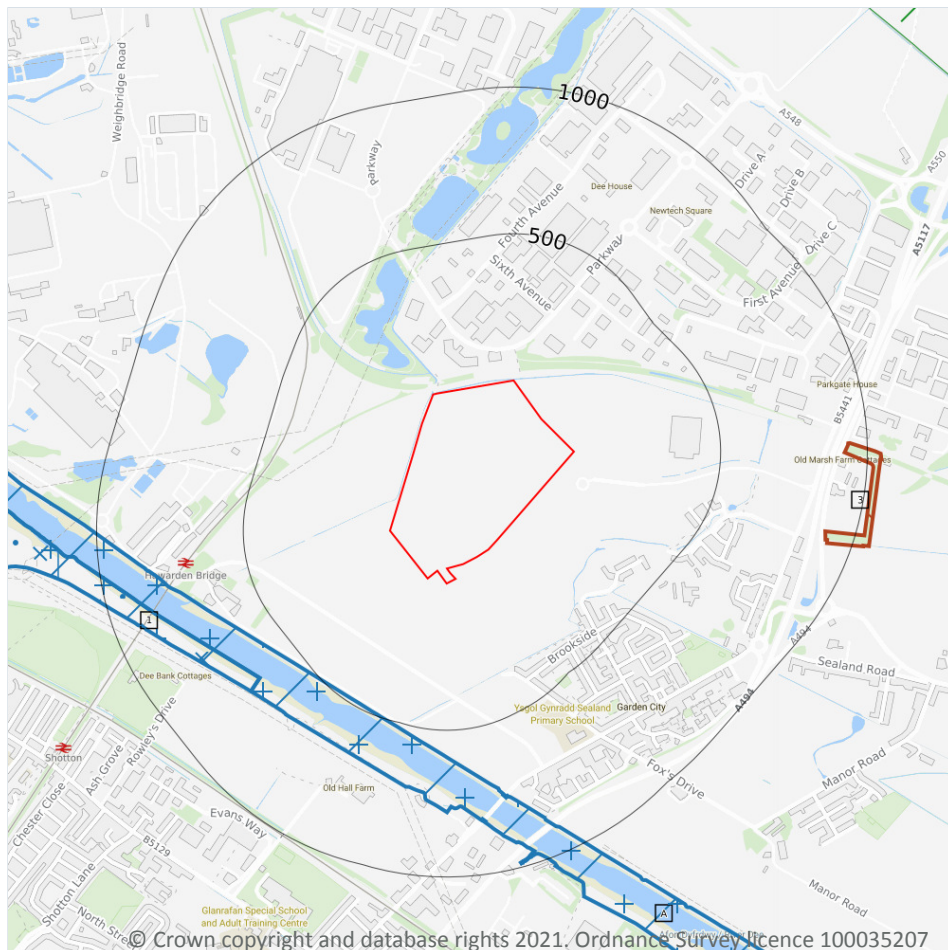 Weighbridge Road
1000
A548
Parkway
A550
Drive A
Dee House
Drive B
Fourth Avenue
Newtech Square
A5117
500
Drive C
Parkway
Sixth Avenue
First Avenue
Parkgate House
B5441
Old Marsh Farm Cottages
3
Hawarden Bridge
1
A494
Brookside
Sealand Road
Dee Bank Cottages
A494
Ysgol Gynradd Sealand
Primary School
Garden City
Rowley's Drive
Shotton
Ash Grove
Manor Road
Fox's Drive
Old Hall Farm
Chester Close
Evans Way
B5129
Shotton Lane
Manor Road
Glanrafan Special School
and Adult Training Centre
North Street
A
© Crown copyright and database rights 2021. Ordnance Survey licence 100035207